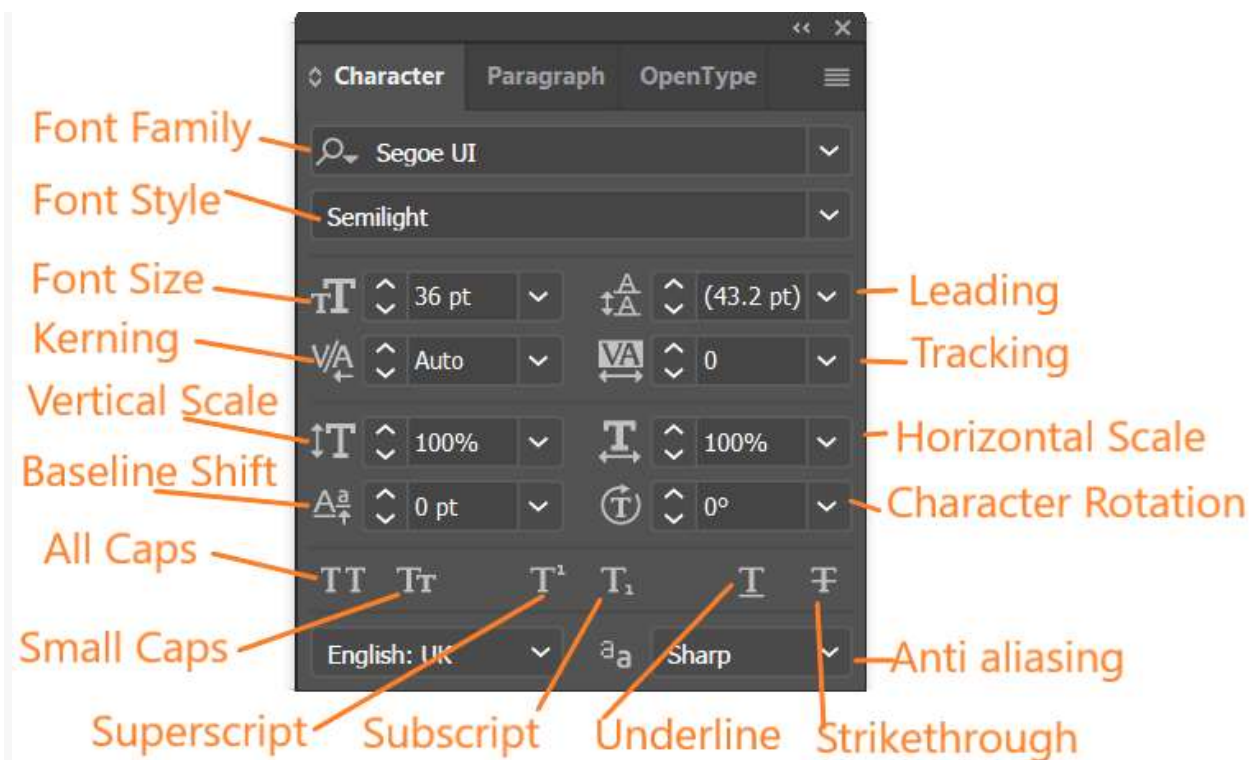 Character Paragraph OpenType
Font Family
Segoe UI
Font Style
Semilight
Font Size
36 pt
(43.2 pt)
Leading
Kerning
Auto
0
Tracking
Vertical Scale
100%
100%
Horizontal Scale
Baseline Shift
0 pt
0°
Character Rotation
All Caps
Small Caps
English: UK
Sharp
Anti aliasing
Superscript
Subscript
Underline
Strikethrough